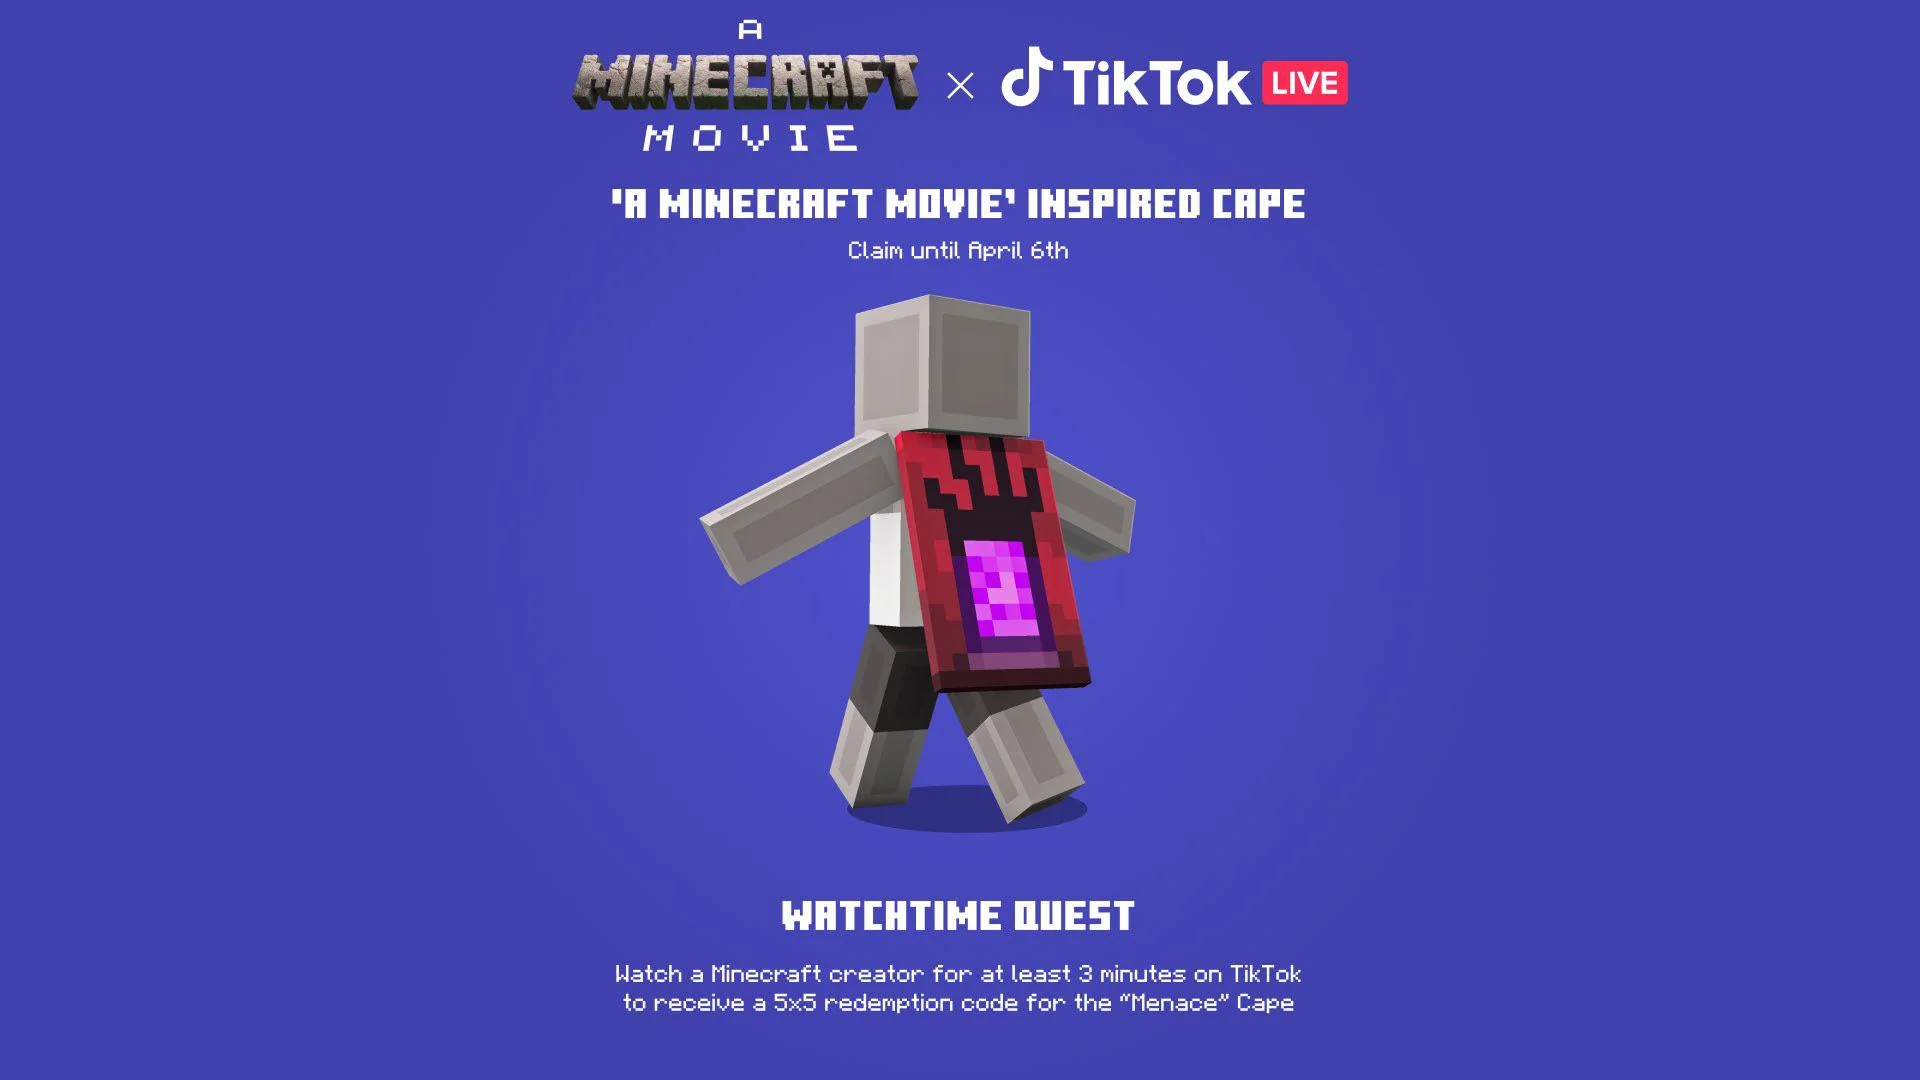 A
MINECRAFT
MOVIE
× TikTok LIVE
'A MINECRAFT MOVIE' INSPIRED CAPE
Claim until April 6th
WATCHTIME QUEST
Watch a Minecraft creator for at least 3 minutes on TikTok
to receive a 5x5 redemption code for the "Menace" Cape